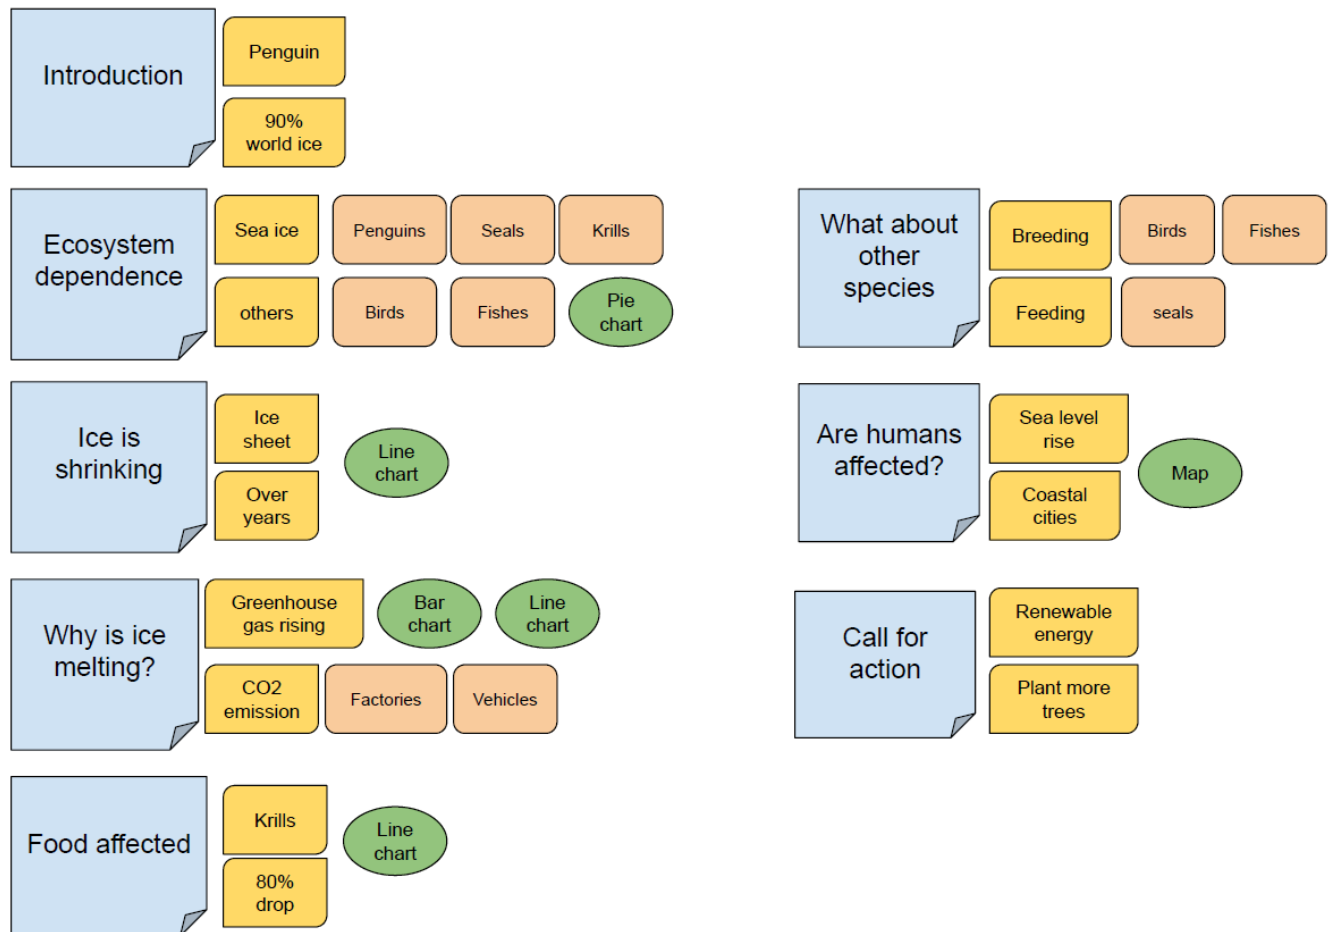 Introduction
Penguin
90%
world ice
Ecosystem
dependence
Sea ice
Penguins
Seals
Krills
others
Birds
Fishes
Pie
chart
Ice is
shrinking
Ice
sheet
Over
years
Line
chart
Why is ice
melting?
Greenhouse
gas rising
Bar
chart
Line
chart
CO2
emission
Factories
Vehicles
Food affected
Krills
80%
drop
Line
chart
What about
other
species
Breeding
Birds
Fishes
Feeding
seals
Are humans
affected?
Sea level
rise
Coastal
cities
Map
Call for
action
Renewable
energy
Plant more
trees